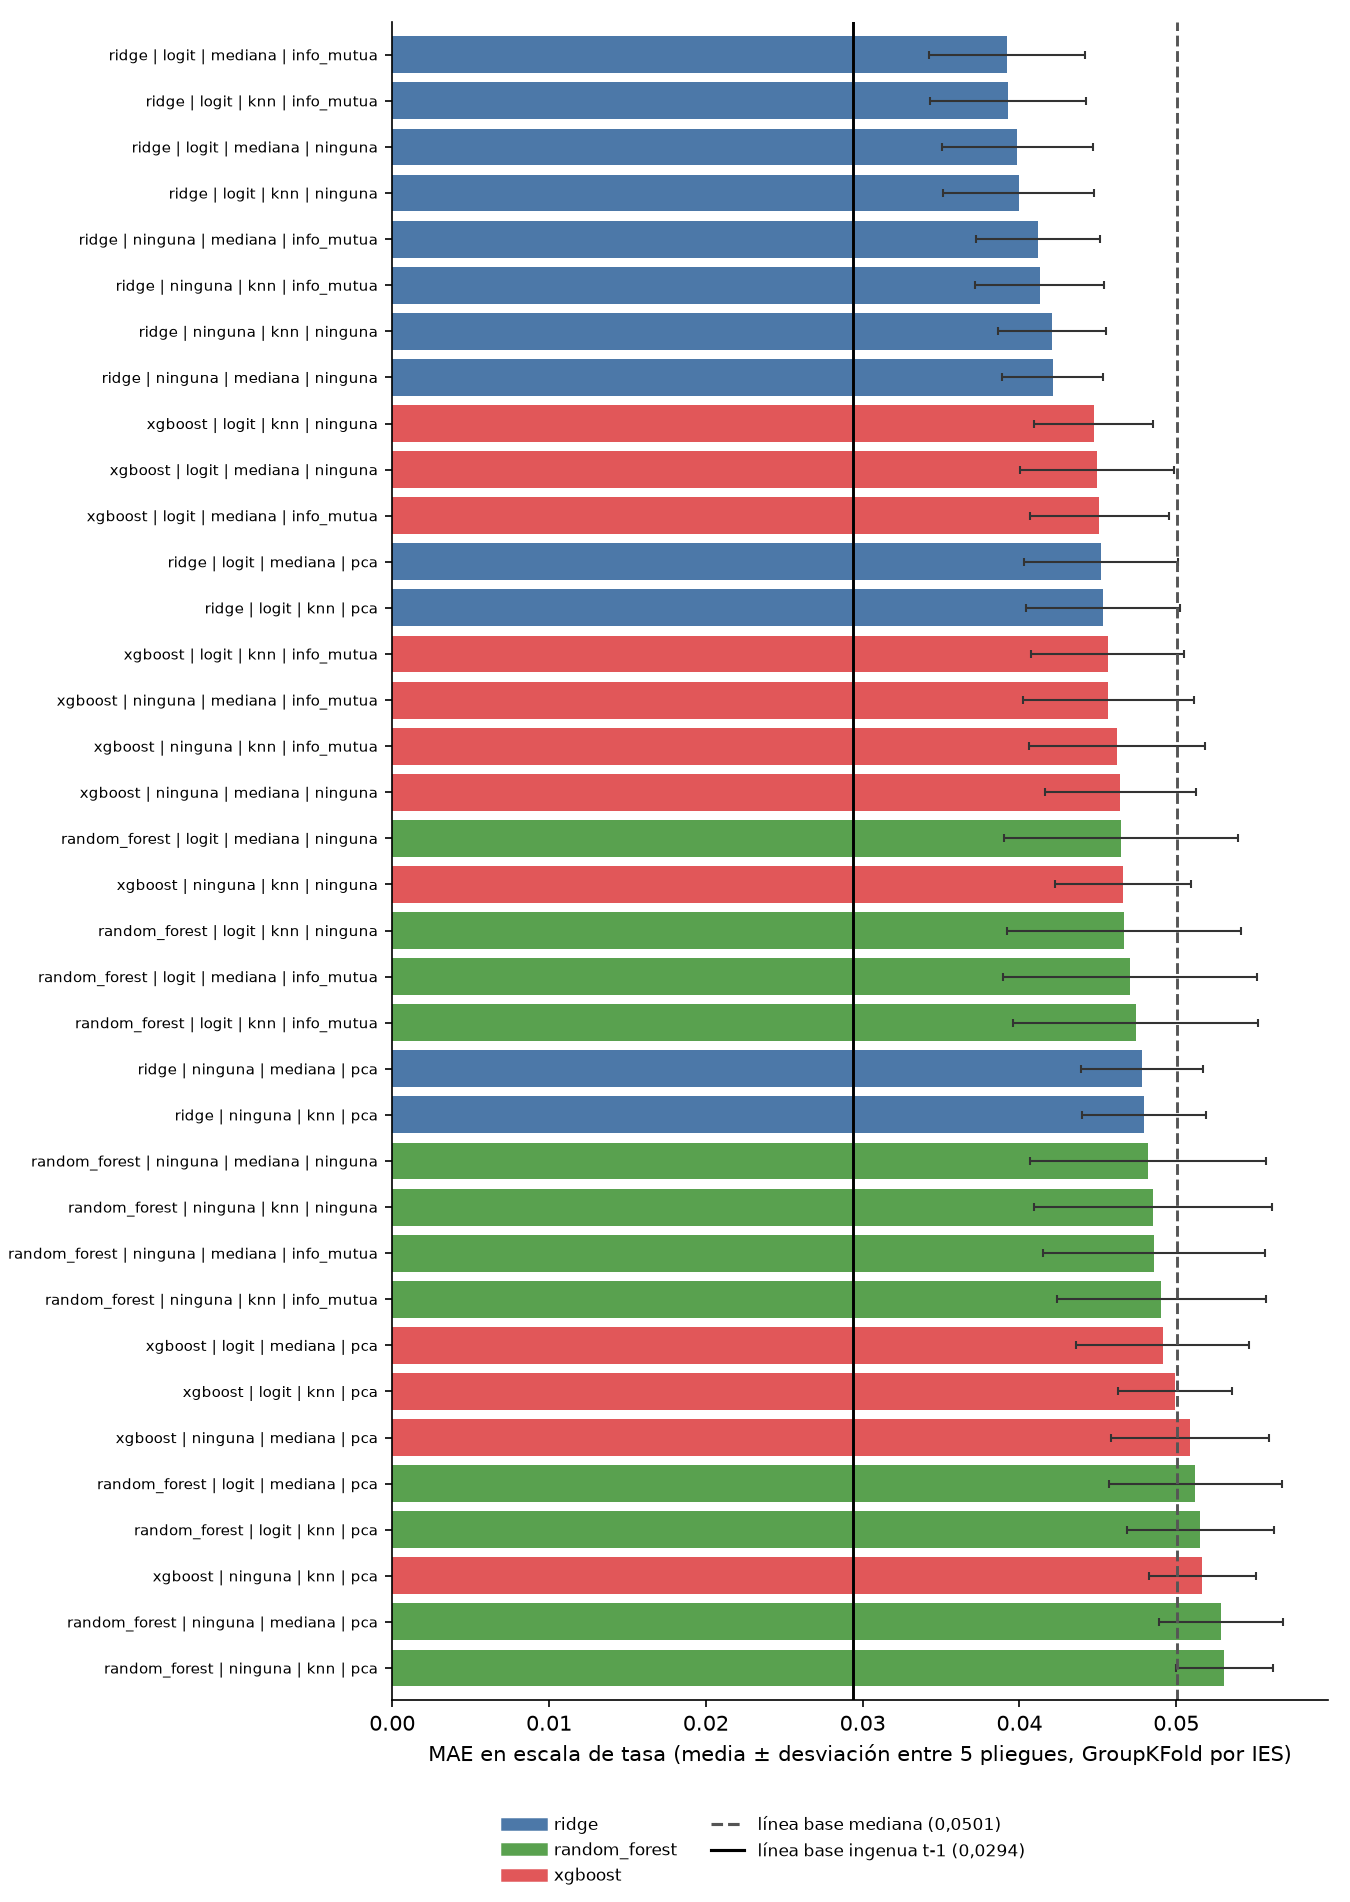 ridge | logit | mediana | info_mutua
ridge | logit | knn | info_mutua
ridge | logit | mediana | ninguna
ridge | logit | knn | ninguna
ridge | ninguna | mediana | info_mutua
ridge | ninguna | knn | info_mutua
ridge | ninguna | knn | ninguna
ridge | ninguna | mediana | ninguna
xgboost | logit | knn | ninguna
xgboost | logit | mediana | ninguna
xgboost | logit | mediana | info_mutua
ridge | logit | mediana | pca
ridge | logit | knn | pca
xgboost | logit | knn | info_mutua
xgboost | ninguna | mediana | info_mutua
xgboost | ninguna | knn | info_mutua
xgboost | ninguna | mediana | ninguna
random_forest | logit | mediana | ninguna
xgboost | ninguna | knn | ninguna
random_forest | logit | knn | ninguna
random_forest | logit | mediana | info_mutua
random_forest | logit | knn | info_mutua
ridge | ninguna | mediana | pca
ridge | ninguna | knn | pca
random_forest | ninguna | mediana | ninguna
random_forest | ninguna | knn | ninguna
random_forest | ninguna | mediana | info_mutua
random_forest | ninguna | knn | info_mutua
xgboost | logit | mediana | pca
xgboost | logit | knn | pca
xgboost | ninguna | mediana | pca
random_forest | logit | mediana | pca
random_forest | logit | knn | pca
xgboost | ninguna | knn | pca
random_forest | ninguna | mediana | pca
random_forest | ninguna | knn | pca
0.00 0.01 0.02 0.03 0.04 0.05
MAE en escala de tasa (media ± desviación entre 5 pliegues, GroupKFold por IES)
ridge
random_forest
xgboost
línea base mediana (0,0501)
línea base ingenua t-1 (0,0294)